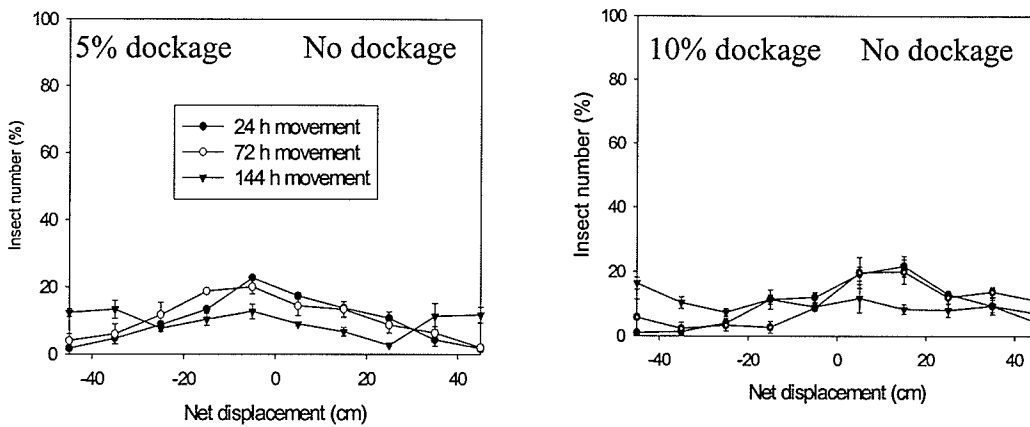 100
80
60
40
20
0
Insect number (%)
5% dockage No dockage
24 h movement
72 h movement
144 h movement
-40 -20 0 20 40
Net displacement (cm)
100
80
60
40
20
0
Insect number (%)
10% dockage No dockage
-40 -20 0 20 40
Net displacement (cm)